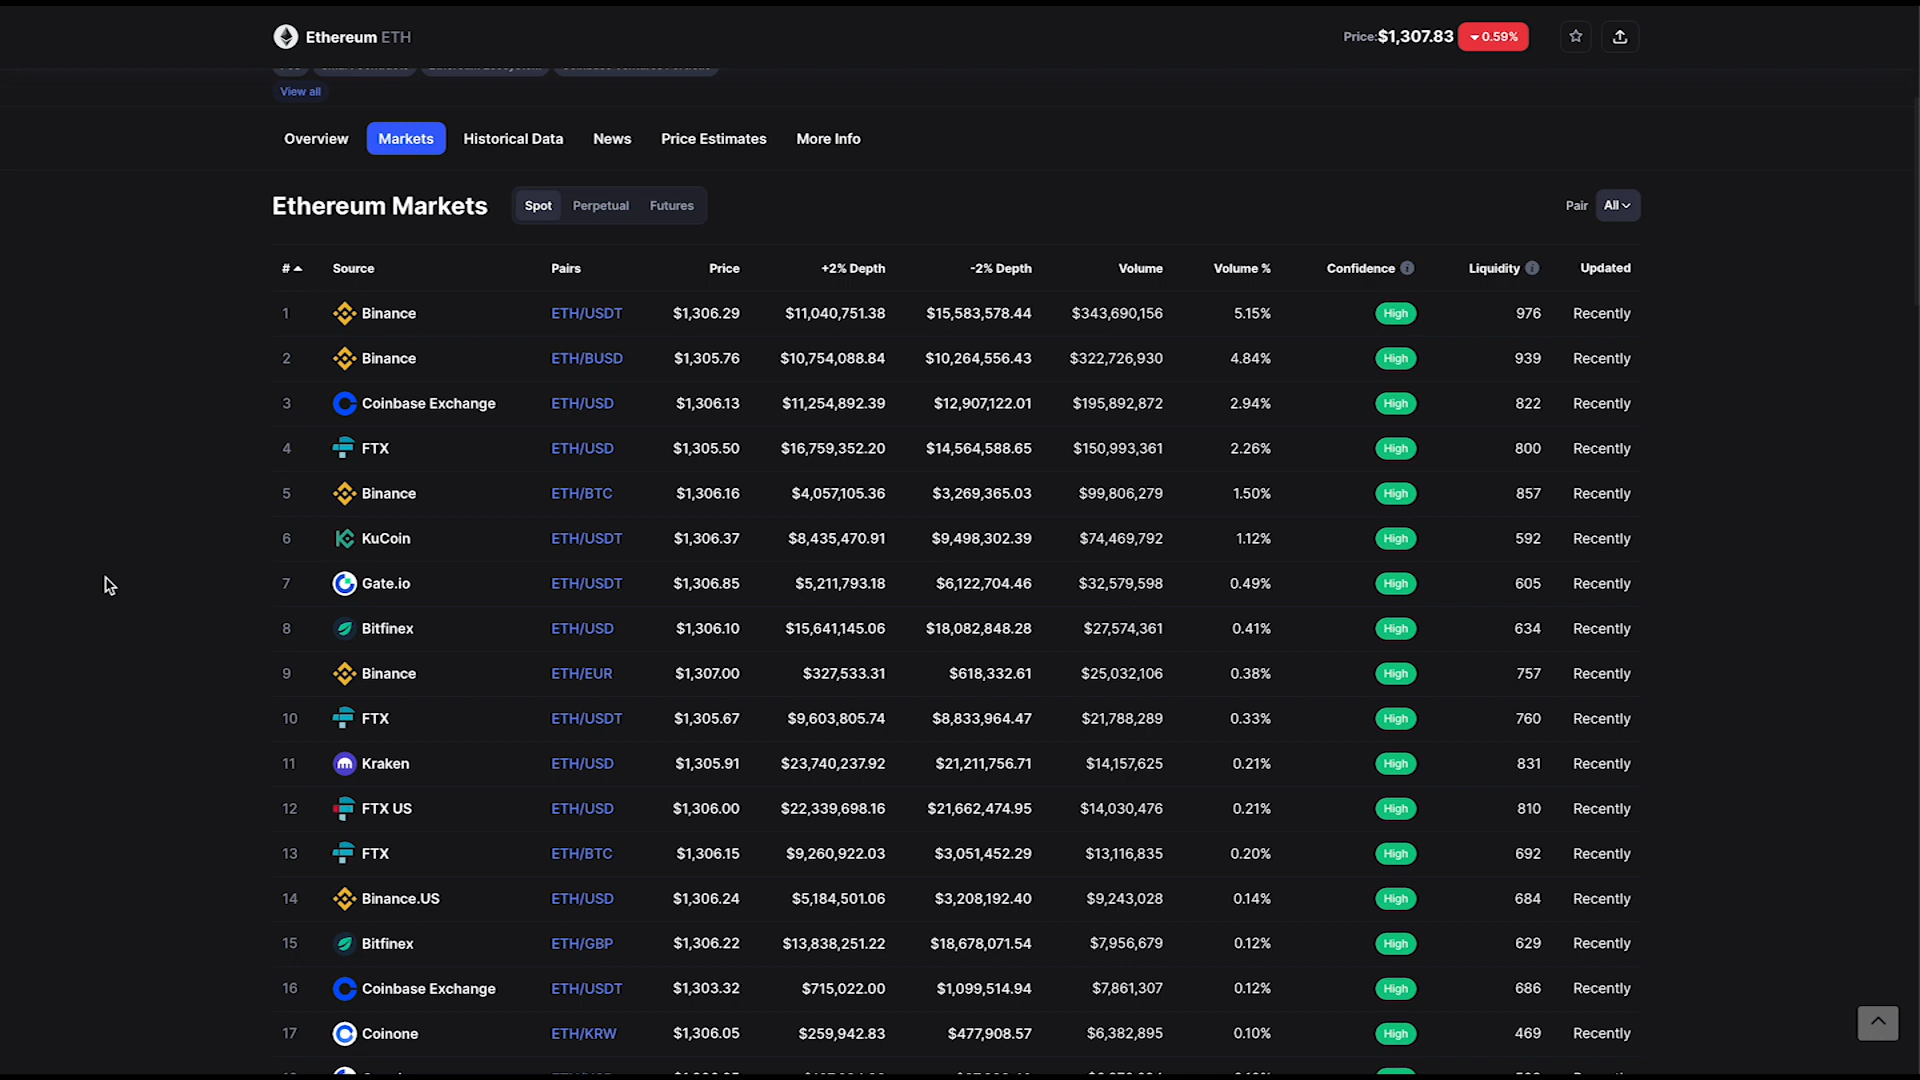 Ethereum ETH
Price:$1,307.83 0.59%
View all
Overview Markets Historical Data News Price Estimates More Info
Ethereum Markets Spot Perpetual Futures Pair All
# Source Pairs Price +2% Depth -2% Depth Volume Volume % Confidence Liquidity Updated
1 Binance ETH/USDT $1,306.29 $11,040,751.38 $15,583,578.44 $343,690,156 5.15% High 976 Recently
2 Binance ETH/BUSD $1,305.76 $10,754,088.84 $10,264,556.43 $322,726,930 4.84% High 939 Recently
3 Coinbase Exchange ETH/USD $1,306.13 $11,254,892.39 $12,907,122.01 $195,892,872 2.94% High 822 Recently
4 FTX ETH/USD $1,305.50 $16,759,352.20 $14,564,588.65 $150,993,361 2.26% High 800 Recently
5 Binance ETH/BTC $1,306.16 $4,057,105.36 $3,269,365.03 $99,806,279 1.50% High 857 Recently
6 KuCoin ETH/USDT $1,306.37 $8,435,470.91 $9,498,302.39 $74,469,792 1.12% High 592 Recently
7 Gate.io ETH/USDT $1,306.85 $5,211,793.18 $6,122,704.46 $32,579,598 0.49% High 605 Recently
8 Bitfinex ETH/USD $1,306.10 $15,641,145.06 $18,082,848.28 $27,574,361 0.41% High 634 Recently
9 Binance ETH/EUR $1,307.00 $327,533.31 $618,332.61 $25,032,106 0.38% High 757 Recently
10 FTX ETH/USDT $1,305.67 $9,603,805.74 $8,833,964.47 $21,788,289 0.33% High 760 Recently
11 Kraken ETH/USD $1,305.91 $23,740,237.92 $21,211,756.71 $14,157,625 0.21% High 831 Recently
12 FTX US ETH/USD $1,306.00 $22,339,698.16 $21,662,474.95 $14,030,476 0.21% High 810 Recently
13 FTX ETH/BTC $1,306.15 $9,260,922.03 $3,051,452.29 $13,116,835 0.20% High 692 Recently
14 Binance.US ETH/USD $1,306.24 $5,184,501.06 $3,208,192.40 $9,243,028 0.14% High 684 Recently
15 Bitfinex ETH/GBP $1,306.22 $13,838,251.22 $18,678,071.54 $7,956,679 0.12% High 629 Recently
16 Coinbase Exchange ETH/USDT $1,303.32 $715,022.00 $1,099,514.94 $7,861,307 0.12% High 686 Recently
17 Coinone ETH/KRW $1,306.05 $259,942.83 $477,908.57 $6,382,895 0.10% High 469 Recently